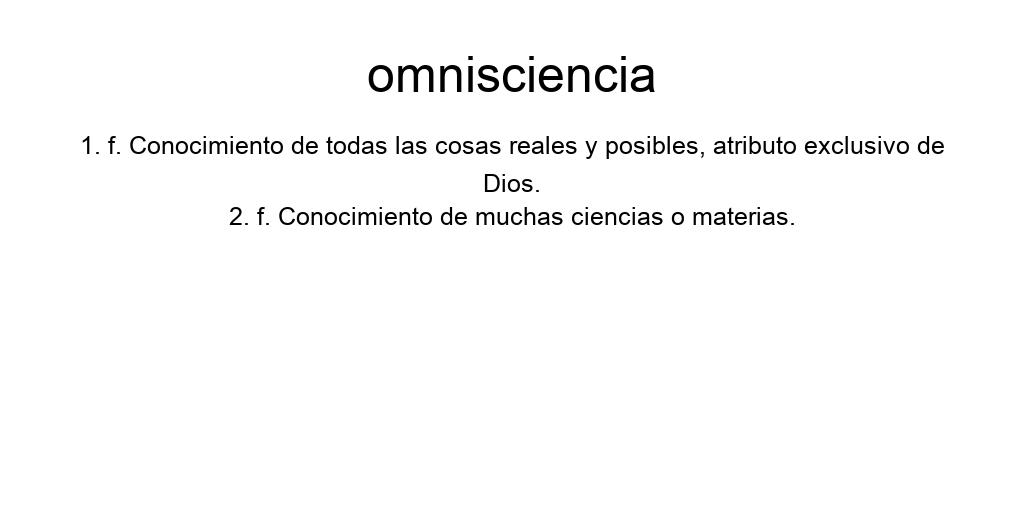 omnisciencia
1. f. Conocimiento de todas las cosas reales y posibles, atributo exclusivo de
Dios.
2. f. Conocimiento de muchas ciencias o materias.